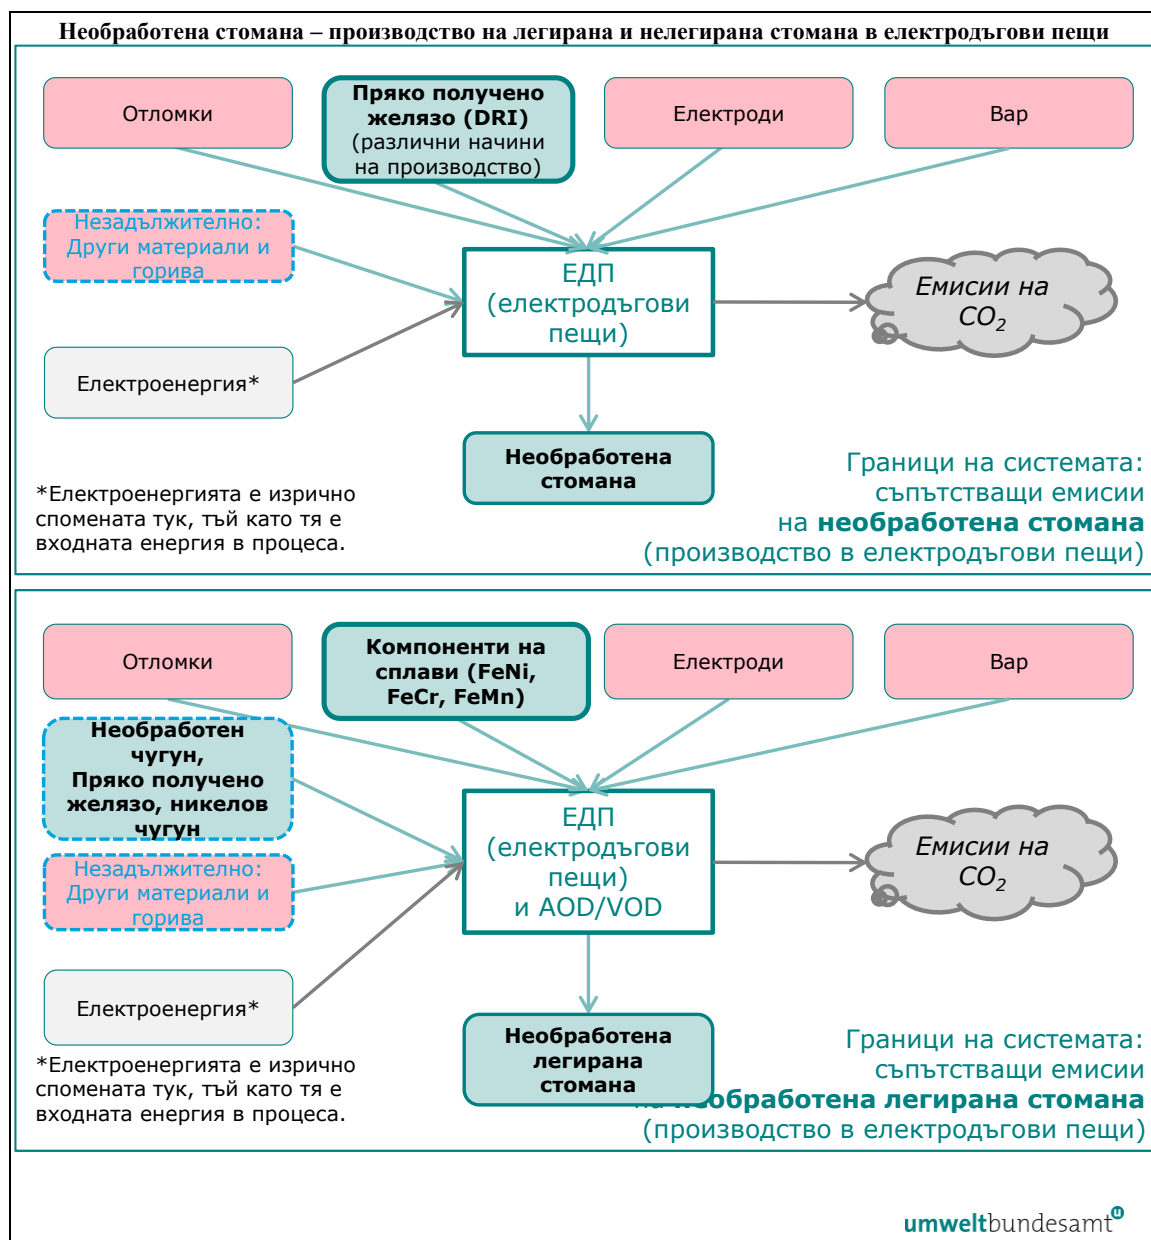 Необработена стомана – производство на легирана и нелегирана стомана в електродъгови пещи
Отломки
Пряко получено
желязо (DRI)
(различни начини
на производство)
Електроди
Вар
Незадължително:
Други материали и
горива
ЕДП
(електродъгови
пещи)
Емисии на
CO2
Електроенергия*
Необработена
стомана
*Електроенергията е изрично
спомената тук, тъй като тя е
входната енергия в процеса.
Граници на системата:
съпътстващи емисии
на необработена стомана
(производство в електродъгови пещи)
Отломки
Компоненти на
сплави (FeNi,
FeCr, FeMn)
Електроди
Вар
Необработен
чугун,
Пряко получено
желязо, никелов
чугун
Незадължително:
Други материали и
горива
ЕДП
(електродъгови
пещи)
и AOD/VOD
Емисии на
CO2
Електроенергия*
Необработена
легирана
стомана
*Електроенергията е изрично
спомената тук, тъй като тя е
входната енергия в процеса.
Граници на системата:
съпътстващи емисии
на необработена легирана стомана
(производство в електродъгови пещи)
umweltbundesamt